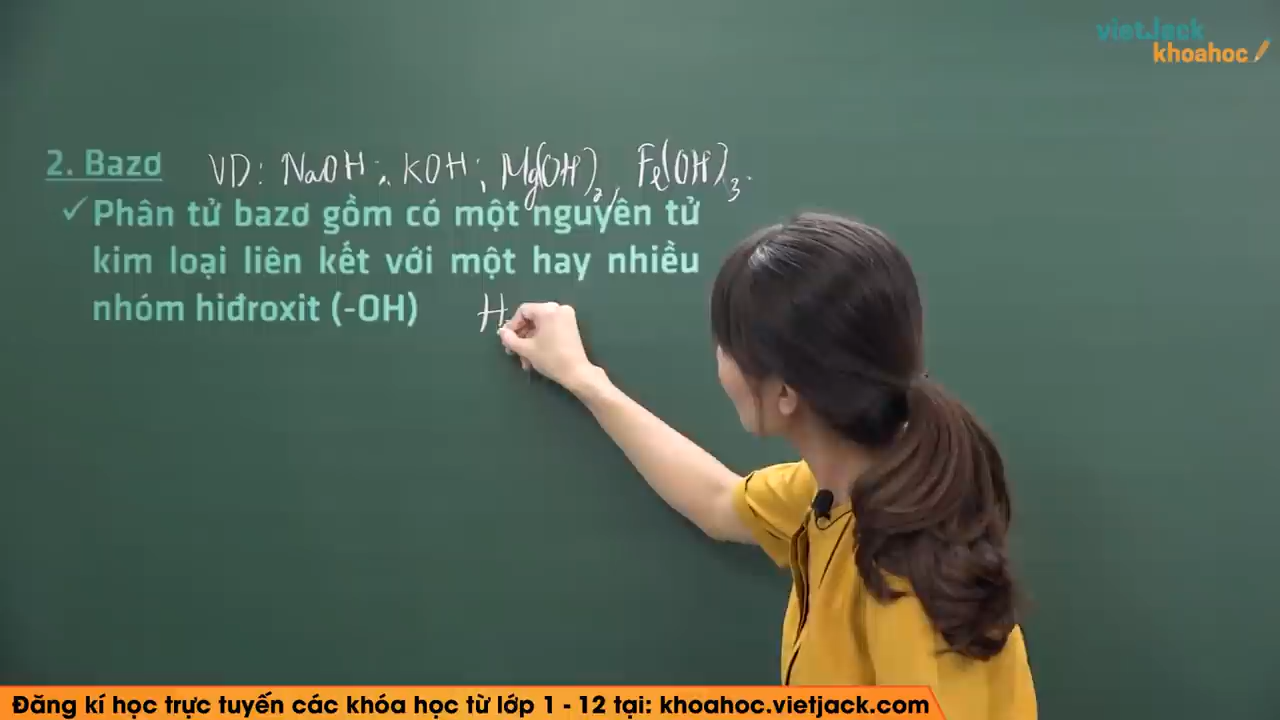 vietJack
khoahoc
2. Bazơ VD: NaOH; KOH; Mg(OH)2, Fe(OH)3.
✓ Phân tử bazơ gồm có một nguyên tử
kim loại liên kết với một hay nhiều
nhóm hiđroxit (-OH) H
Đăng kí học trực tuyến các khóa học từ lớp 1 - 12 tại: khoahoc.vietjack.com